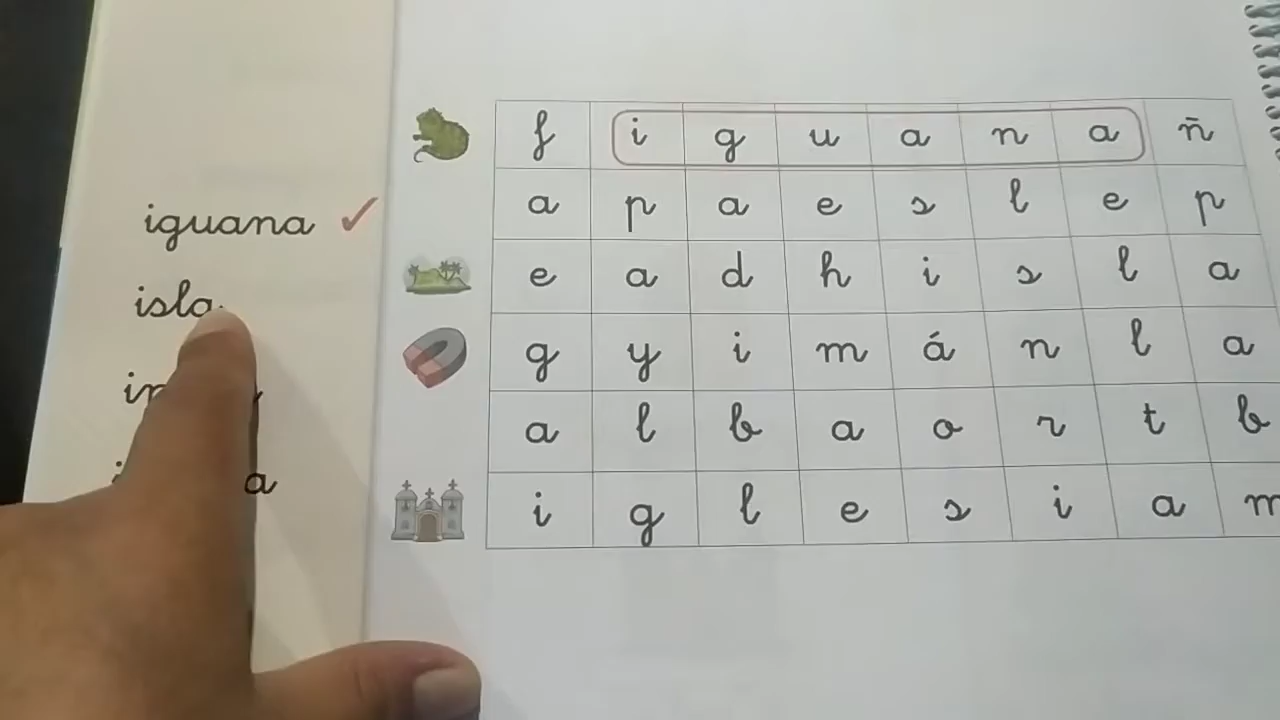 iguana ✓
isla
f i g u a n a ñ
a p a e s l e p
e a d h i s l a
g y i m á n l a
a l b a o r t b
i g l e s i a m